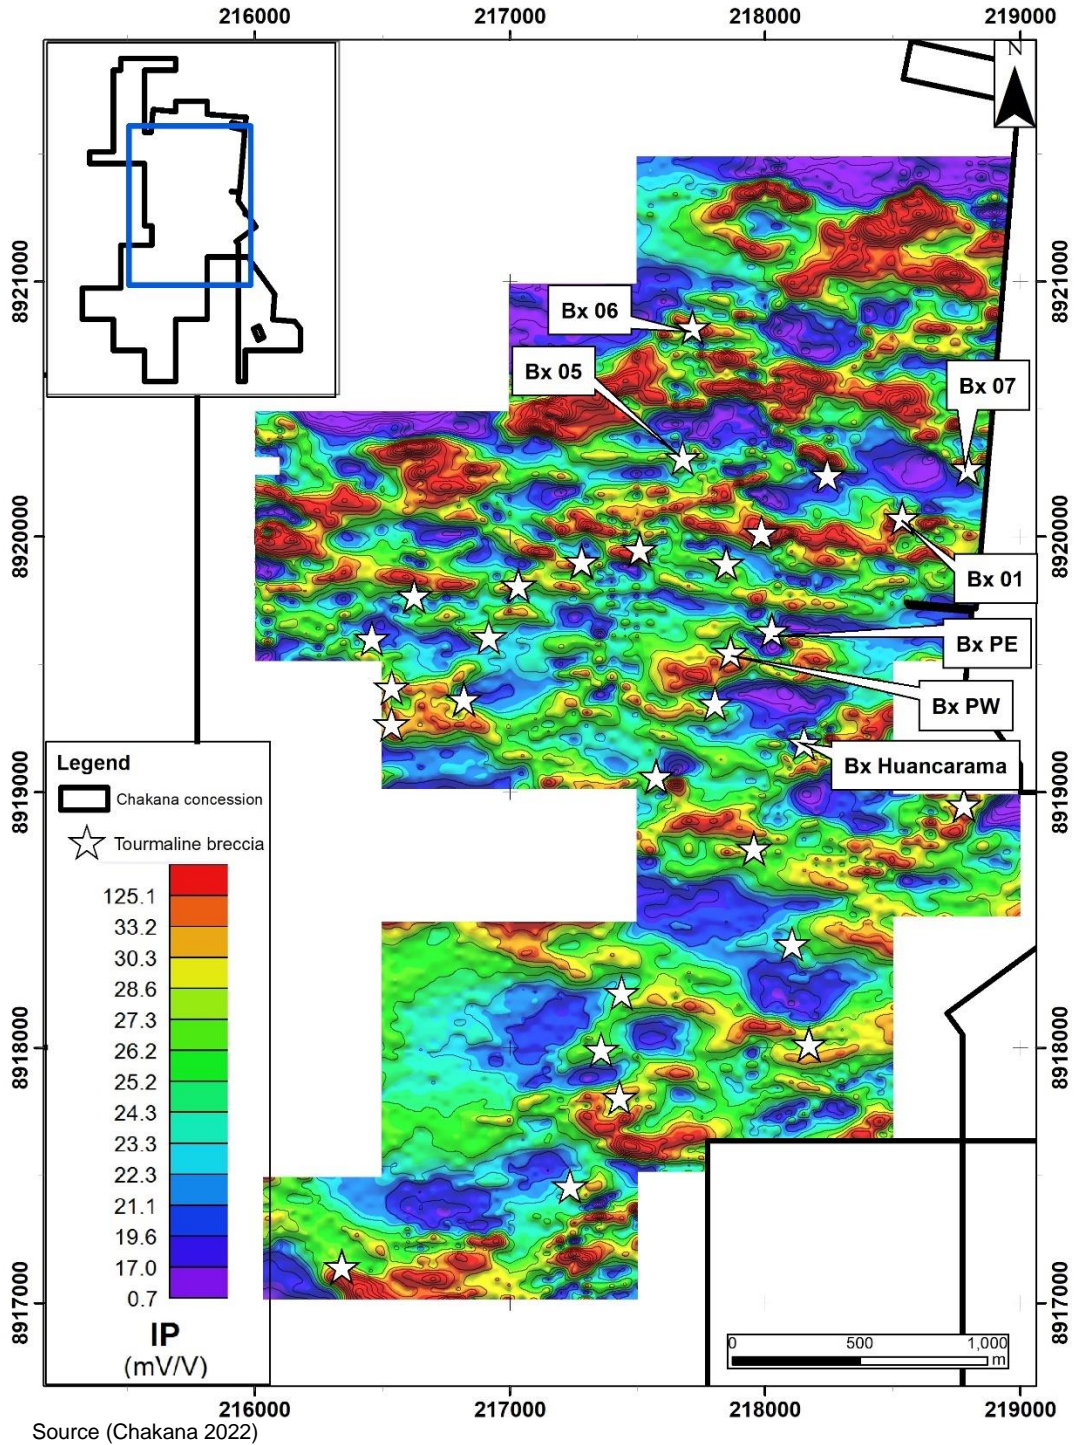 216000
217000
218000
219000
N
8921000
8921000
Bx 06
Bx 05
Bx 07
8920000
8920000
Bx 01
Bx PE
Bx PW
Bx Huancarama
Legend
Chakana concession
Tourmaline breccia
8919000
8919000
125.1
33.2
30.3
28.6
27.3
26.2
25.2
24.3
23.3
22.3
21.1
19.6
17.0
0.7
IP
(mV/V)
8918000
8918000
8917000
8917000
0 500 1,000
m
216000
217000
218000
219000
Source (Chakana 2022)